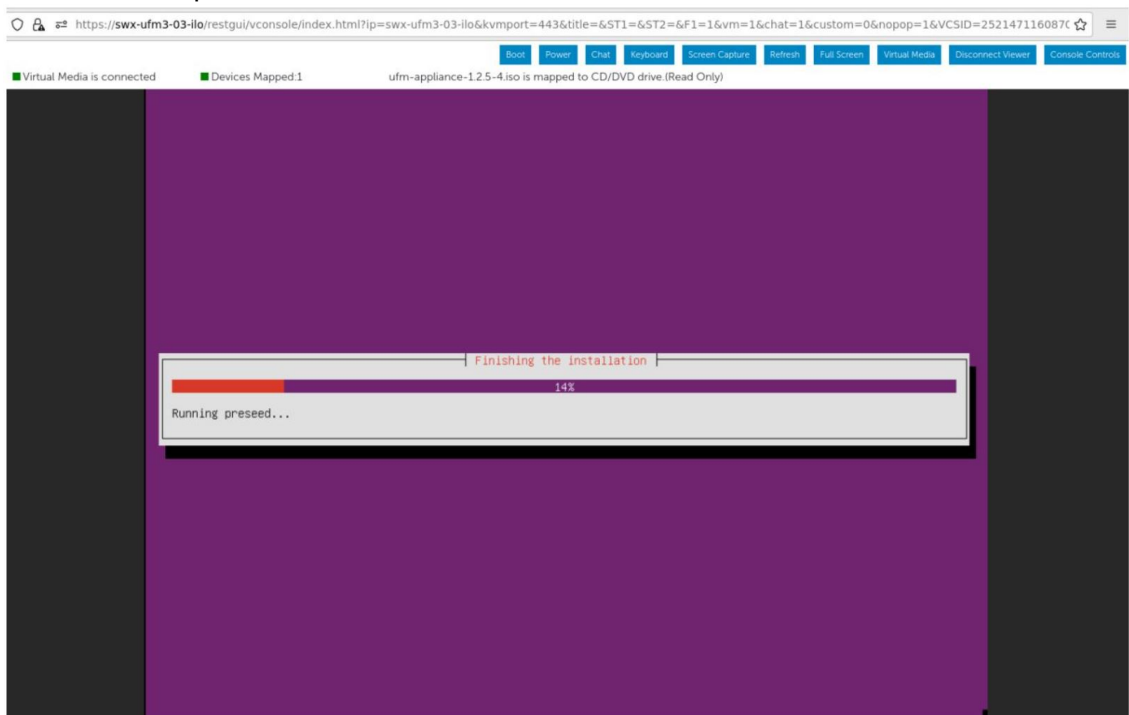 https://swx-ufm3-03-ilo/restgui/vconsole/index.html?ip=swx-ufm3-03-ilo&kvmport=443&title=&ST1=&ST2=&F1=1&vm=1&chat=1&custom=0&nopop=1&VCSID=252147116087
Boot Power Chat Keyboard Screen Capture Refresh Full Screen Virtual Media Disconnect Viewer Console Controls
Virtual Media is connected Devices Mapped:1 ufm-appliance-1.2.5-4.iso is mapped to CD/DVD drive.(Read Only)
Finishing the installation
14%
Running preseed...